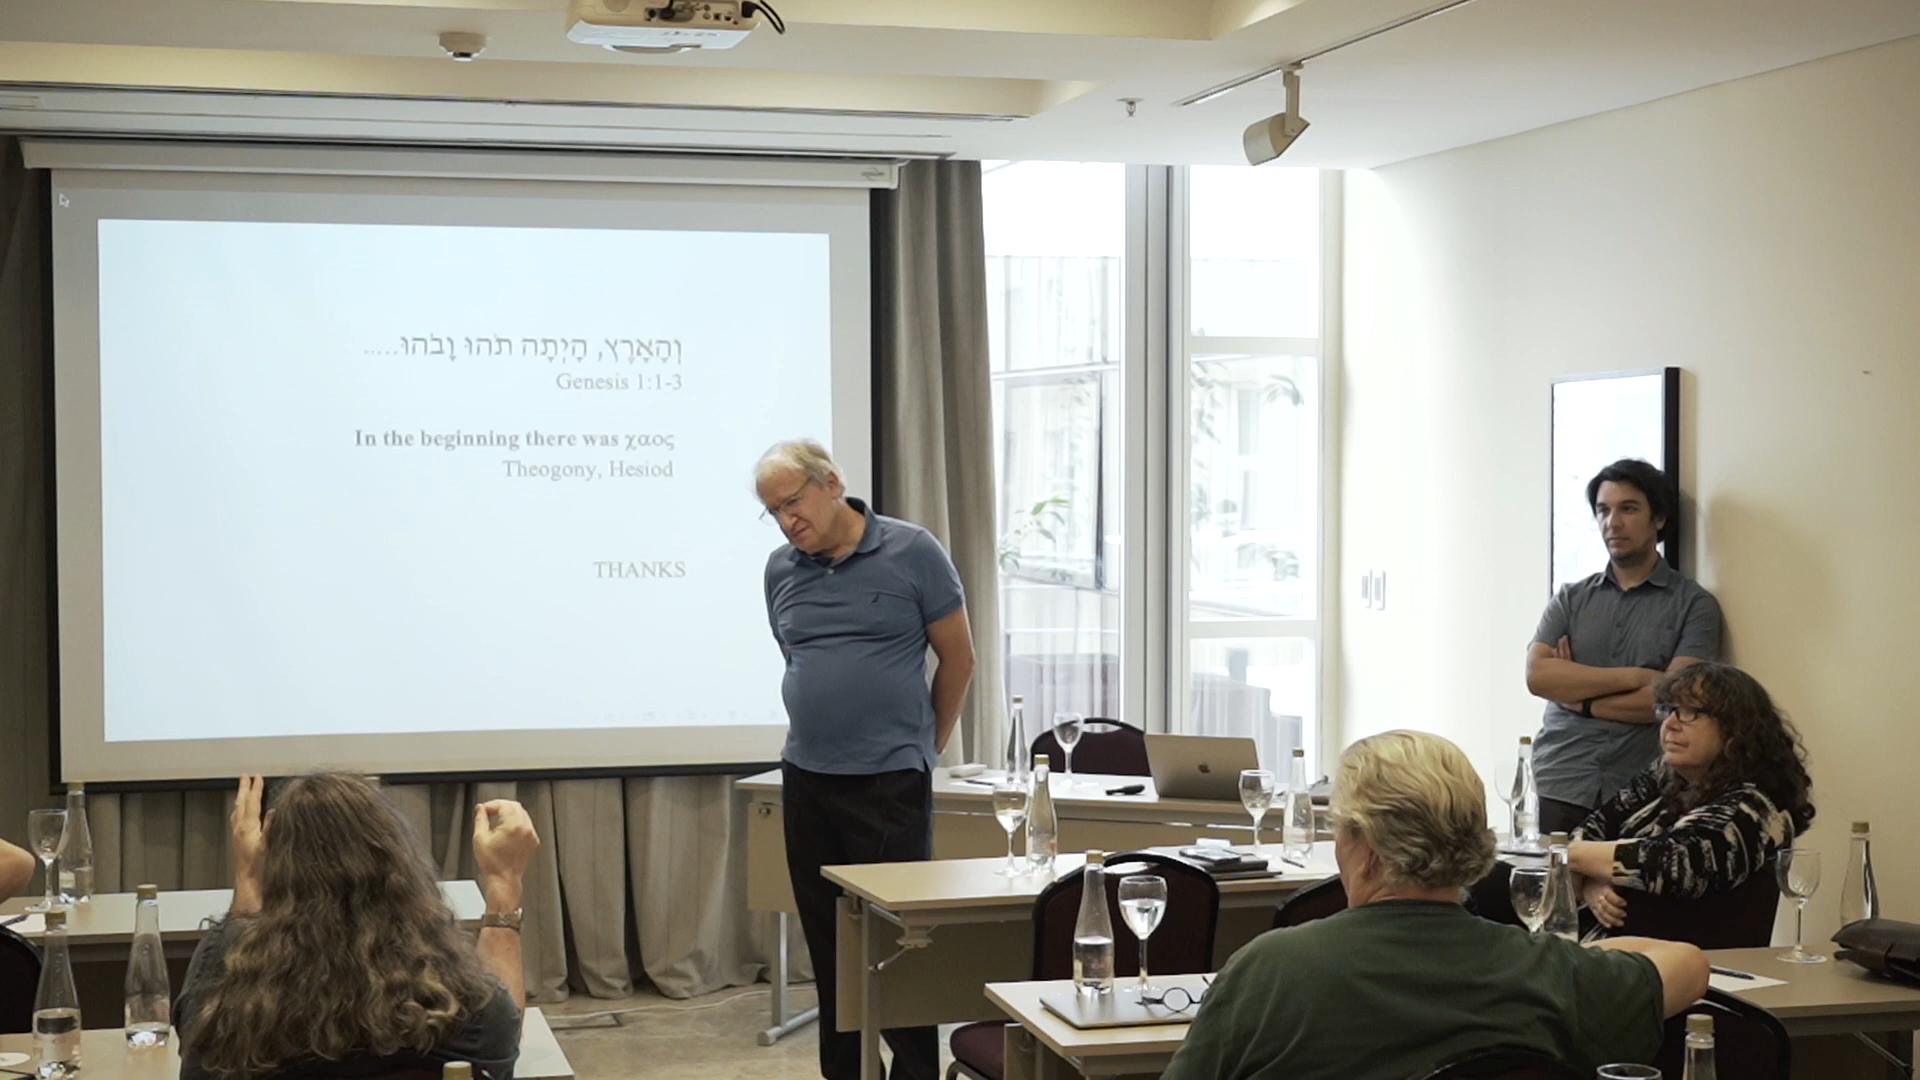 וְהָאָרֶץ, הָיְתָה תֹהוּ וָבֹהוּ.....
Genesis 1:1-3
In the beginning there was χαος
Theogony, Hesiod
THANKS